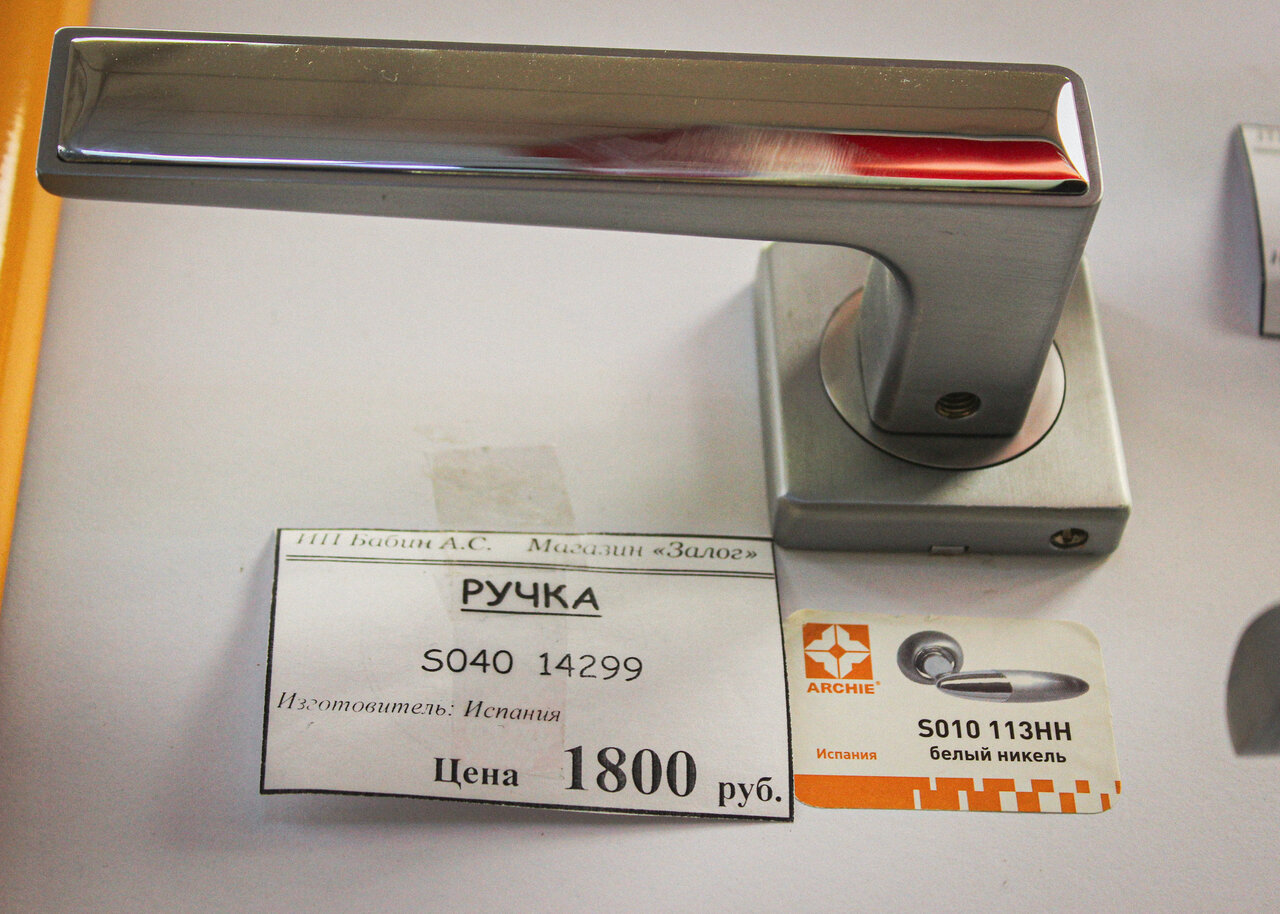 ИП Бабин А.С. Магазин «Залог»
РУЧКА
S040 14299
Изготовитель: Испания
Цена 1800 руб.
ARCHIE®
S010 113HH
Испания белый никель